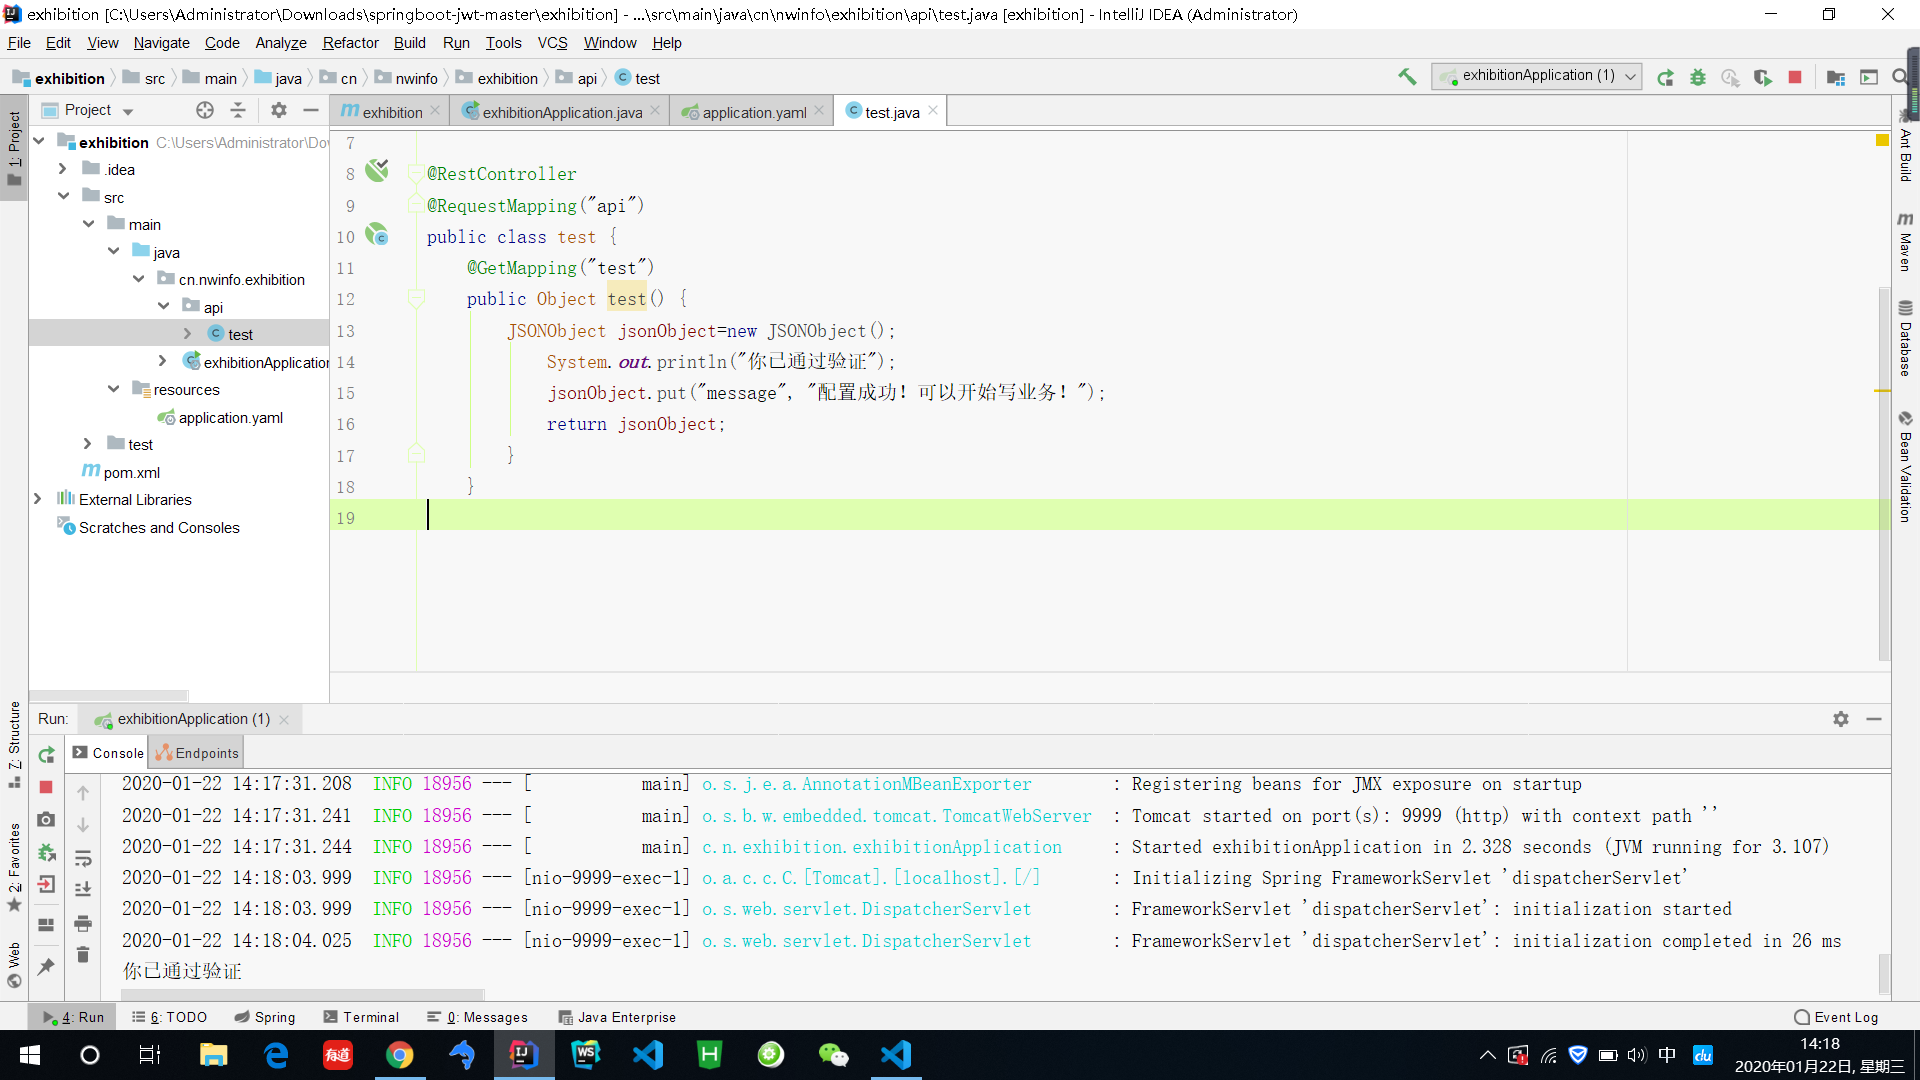 exhibition [C:\Users\Administrator\Downloads\springboot-jwt-master\exhibition] - ...\src\main\java\cn\nwinfo\exhibition\api\test.java [exhibition] - IntelliJ IDEA (Administrator)
File Edit View Navigate Code Analyze Refactor Build Run Tools VCS Window Help
exhibition src main java cn nwinfo exhibition api test
exhibitionApplication (1)
Project
exhibition exhibitionApplication.java application.yaml test.java
exhibition C:\Users\Administrator\Do
.idea
src
main
java
cn.nwinfo.exhibition
api
test
exhibitionApplication
resources
application.yaml
test
pom.xml
External Libraries
Scratches and Consoles
1: Project
7: Structure
2: Favorites
Web
7
8 @RestController
9 @RequestMapping("api")
10 public class test {
11 @GetMapping("test")
12 public Object test() {
13 JSONObject jsonObject=new JSONObject();
14 System.out.println("你已通过验证");
15 jsonObject.put("message", "配置成功！可以开始写业务！");
16 return jsonObject;
17 }
18 }
19
Ant Build
Maven
Database
Bean Validation
Run: exhibitionApplication (1)
Console Endpoints
2020-01-22 14:17:31.208 INFO 18956 --- [ main] o.s.j.e.a.AnnotationMBeanExporter : Registering beans for JMX exposure on startup
2020-01-22 14:17:31.241 INFO 18956 --- [ main] o.s.b.w.embedded.tomcat.TomcatWebServer : Tomcat started on port(s): 9999 (http) with context path ''
2020-01-22 14:17:31.244 INFO 18956 --- [ main] c.n.exhibition.exhibitionApplication : Started exhibitionApplication in 2.328 seconds (JVM running for 3.107)
2020-01-22 14:18:03.999 INFO 18956 --- [nio-9999-exec-1] o.a.c.c.C.[Tomcat].[localhost].[/] : Initializing Spring FrameworkServlet 'dispatcherServlet'
2020-01-22 14:18:03.999 INFO 18956 --- [nio-9999-exec-1] o.s.web.servlet.DispatcherServlet : FrameworkServlet 'dispatcherServlet': initialization started
2020-01-22 14:18:04.025 INFO 18956 --- [nio-9999-exec-1] o.s.web.servlet.DispatcherServlet : FrameworkServlet 'dispatcherServlet': initialization completed in 26 ms
你已通过验证
4: Run 6: TODO Spring Terminal 0: Messages Java Enterprise Event Log
有道 WS H 中 du
14:18
2020年01月22日, 星期三